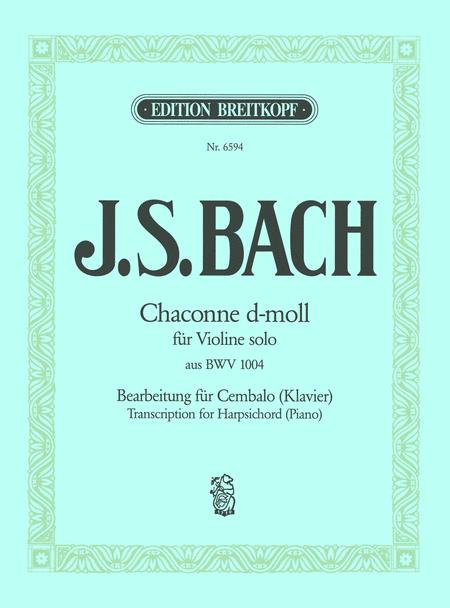 · EDITION BREITKOPF ·
Nr. 6594
J. S. BACH
Chaconne d-moll
für Violine solo
aus BWV 1004
Bearbeitung für Cembalo (Klavier)
Transcription for Harpsichord (Piano)